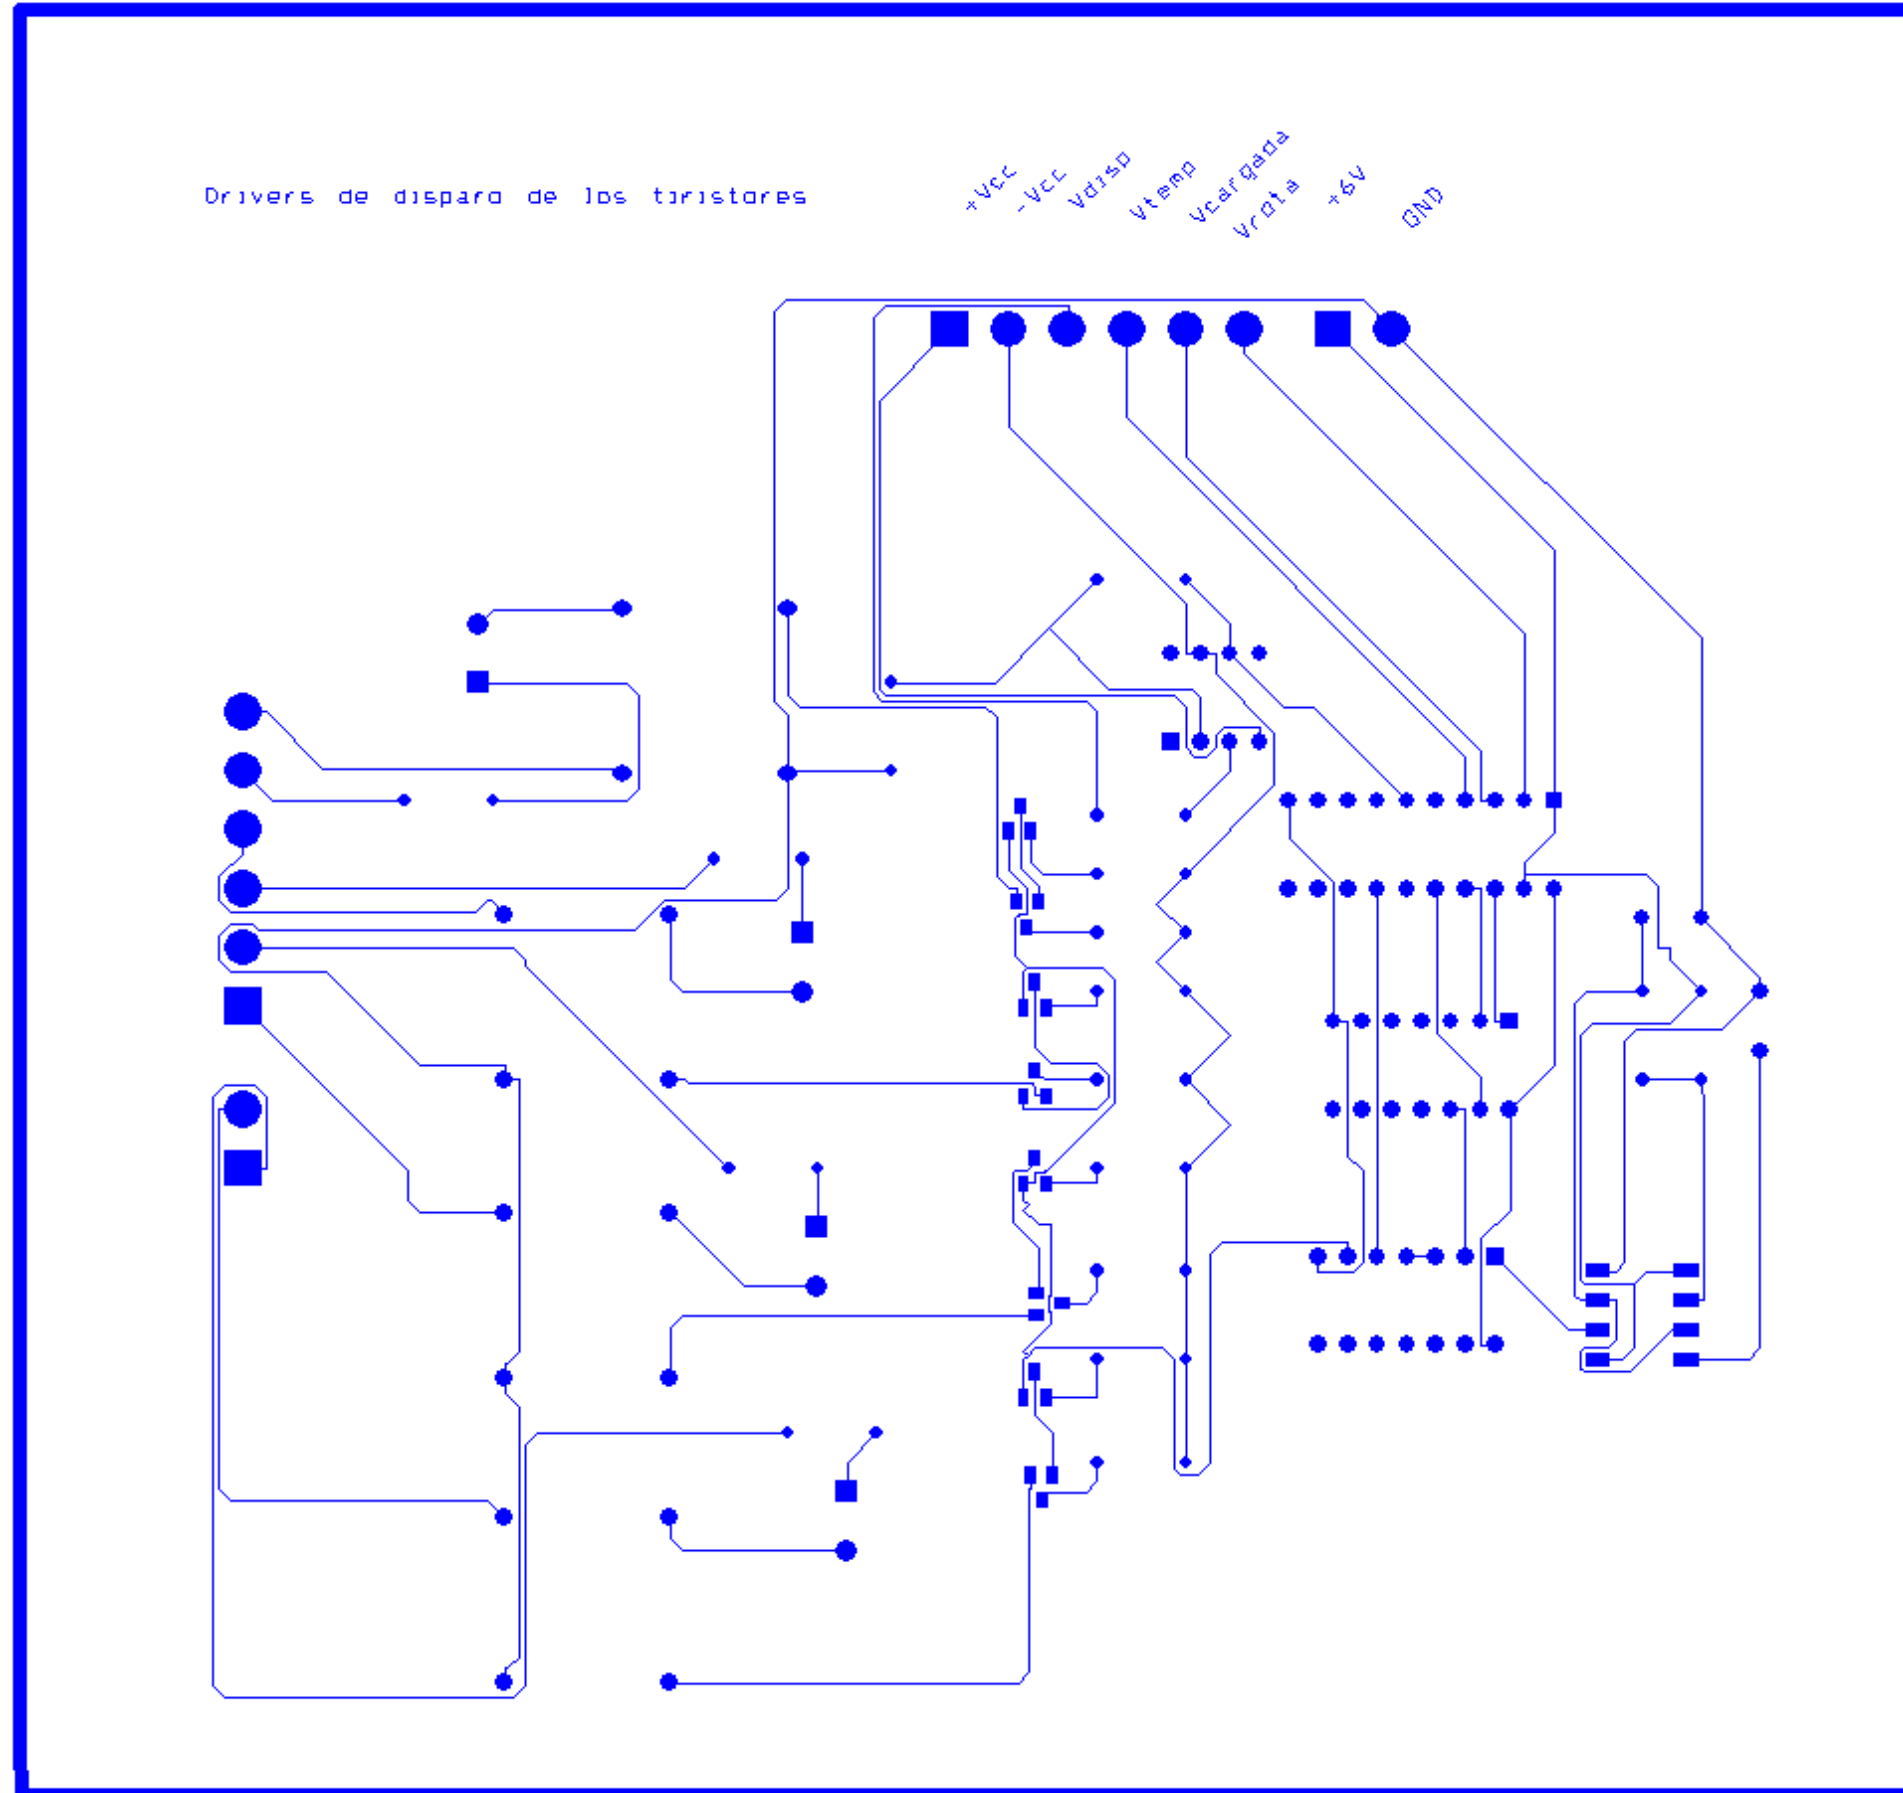 Drivers de disparo de los tiristores
+Vcc
-Vcc
Vdisp
Vtemp
Vcargada
Vrota
+6V
GND